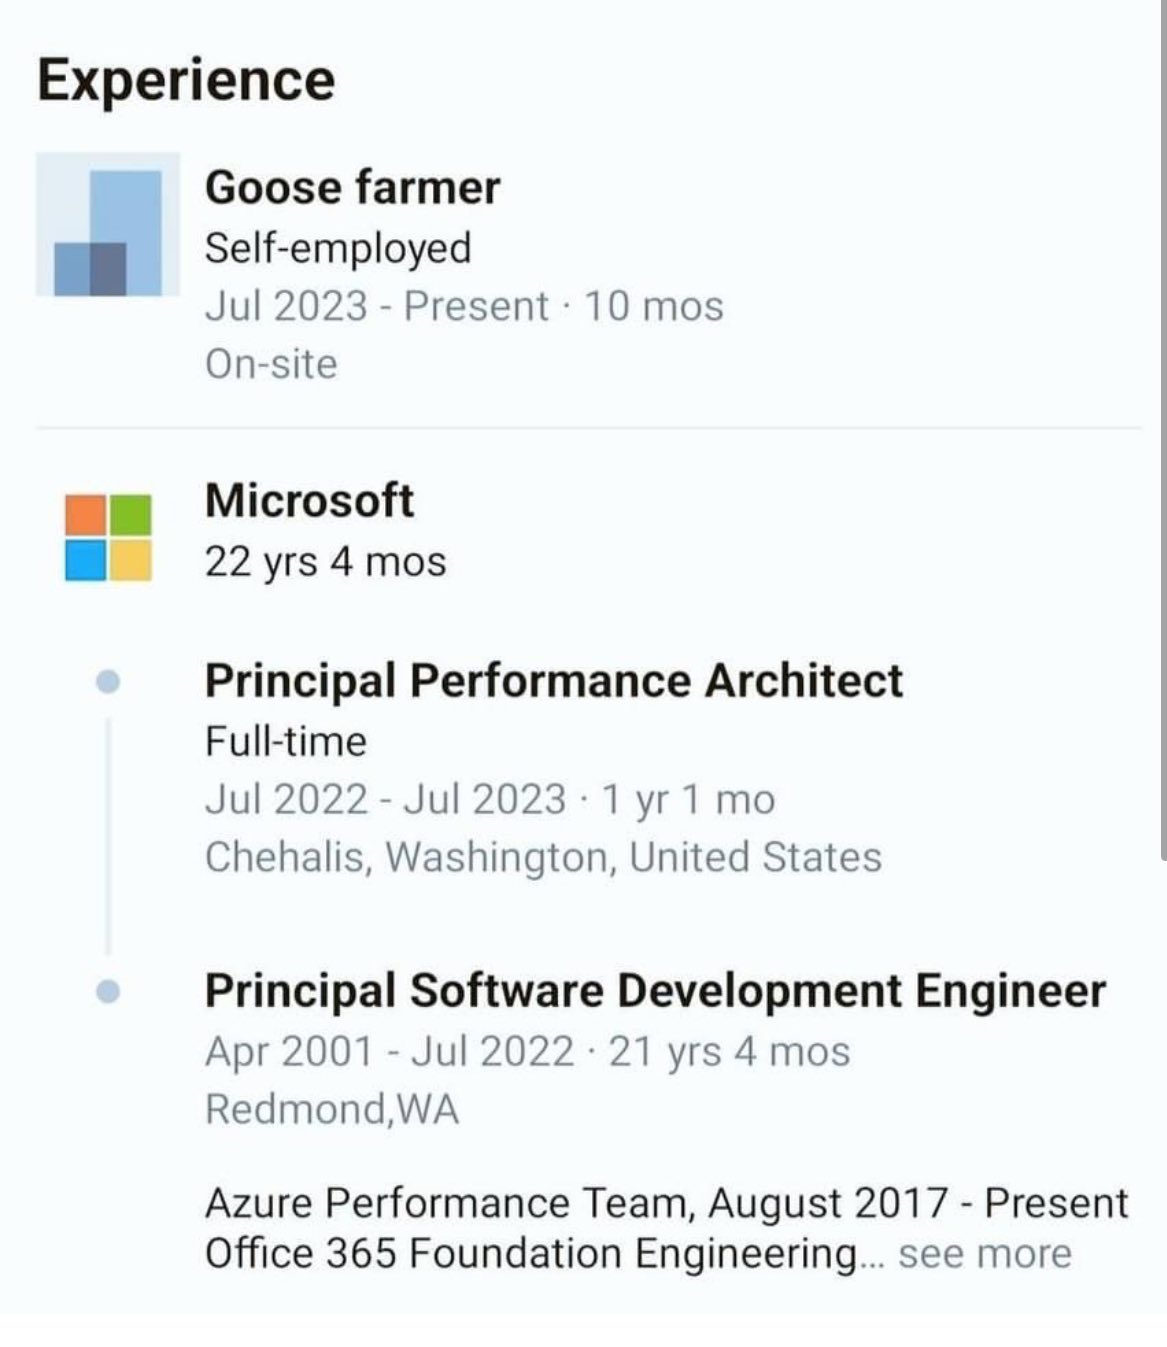 Experience
Goose farmer
Self-employed
Jul 2023 - Present · 10 mos
On-site
Microsoft
22 yrs 4 mos
Principal Performance Architect
Full-time
Jul 2022 - Jul 2023 · 1 yr 1 mo
Chehalis, Washington, United States
Principal Software Development Engineer
Apr 2001 - Jul 2022 · 21 yrs 4 mos
Redmond,WA
Azure Performance Team, August 2017 - Present
Office 365 Foundation Engineering... see more